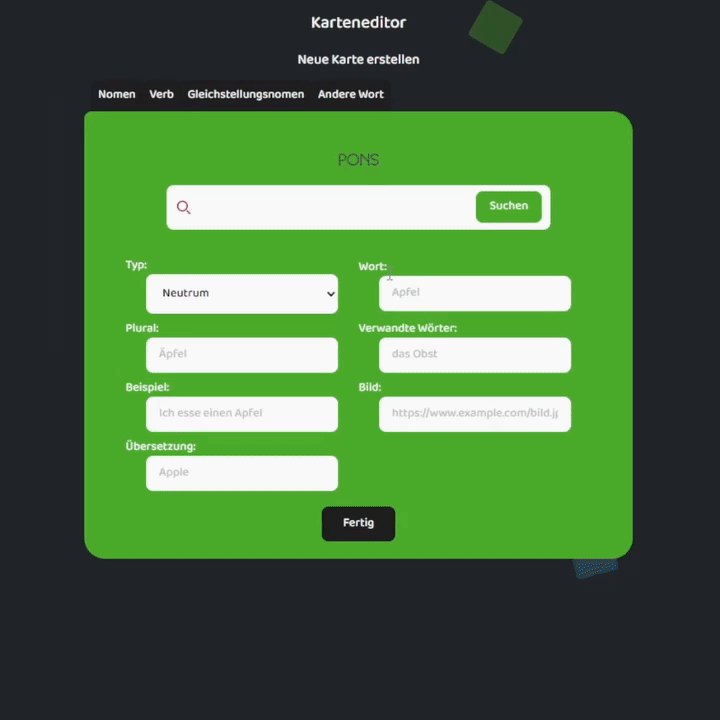 Karteneditor
Neue Karte erstellen
Nomen Verb Gleichstellungsnomen Andere Wort
PONS
Suchen
Typ: Wort:
Neutrum Apfel
Plural: Verwandte Wörter:
Äpfel das Obst
Beispiel: Bild:
Ich esse einen Apfel https://www.example.com/bild.j
Übersetzung:
Apple
Fertig